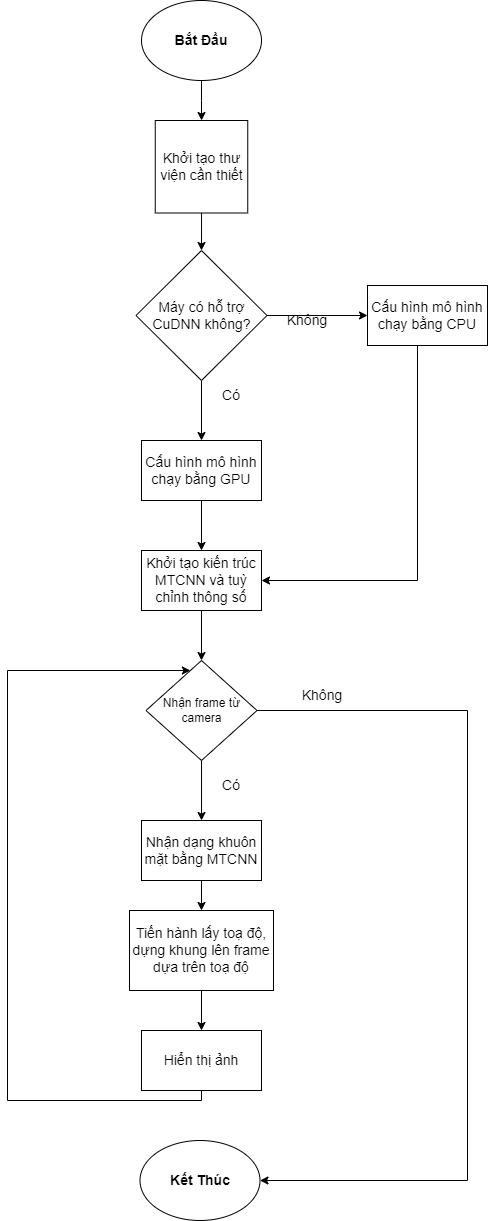 Bắt Đầu
Khởi tạo thư
viện cần thiết
Máy có hỗ trợ
CuDNN không?
Không
Cấu hình mô hình
chạy bằng CPU
Có
Cấu hình mô hình
chạy bằng GPU
Khởi tạo kiến trúc
MTCNN và tuỳ
chỉnh thông số
Nhận frame từ
camera
Không
Có
Nhận dạng khuôn
mặt bằng MTCNN
Tiến hành lấy toạ độ,
dựng khung lên frame
dựa trên toạ độ
Hiển thị ảnh
Kết Thúc